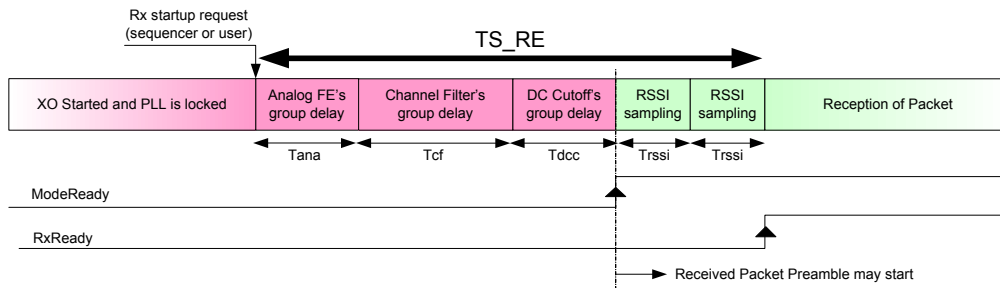 Rx startup request
(sequencer or user)
TS_RE
XO Started and PLL is locked
Analog FE's
group delay
Channel Filter's
group delay
DC Cutoff's
group delay
RSSI
sampling
RSSI
sampling
Reception of Packet
Tana
Tcf
Tdcc
Trssi
Trssi
ModeReady
RxReady
Received Packet Preamble may start